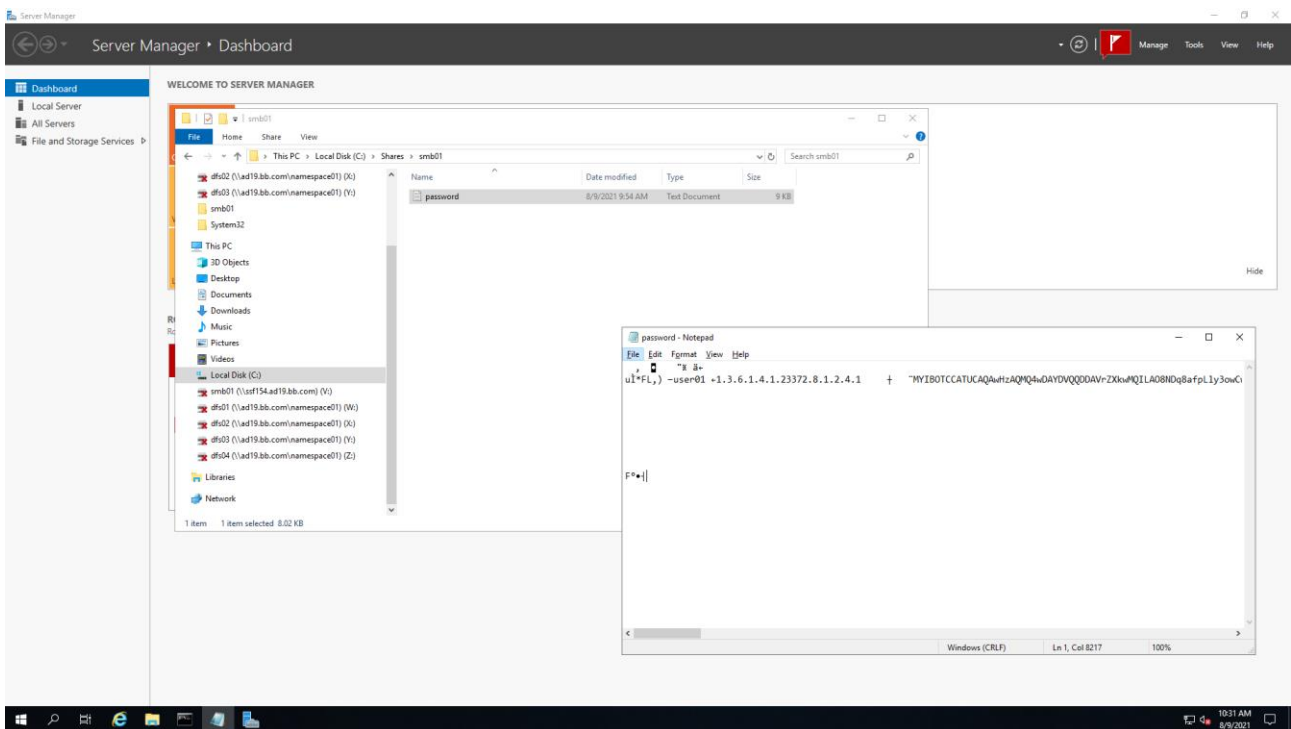 Server Manager
Server Manager • Dashboard
Manage Tools View Help
Dashboard
Local Server
All Servers
File and Storage Services
WELCOME TO SERVER MANAGER
smb01
File Home Share View
This PC > Local Disk (C:) > Shares > smb01
Search smb01
dfs02 (\\ad19.bb.com\namespace01) (X:)
dfs03 (\\ad19.bb.com\namespace01) (Y:)
smb01
System32
This PC
3D Objects
Desktop
Documents
Downloads
Music
Pictures
Videos
Local Disk (C:)
smb01 (\\ssf154.ad19.bb.com) (V:)
dfs01 (\\ad19.bb.com\namespace01) (W:)
dfs02 (\\ad19.bb.com\namespace01) (X:)
dfs03 (\\ad19.bb.com\namespace01) (Y:)
dfs04 (\\ad19.bb.com\namespace01) (Z:)
Libraries
Network
Name Date modified Type Size
password 8/9/2021 9:54 AM Text Document 9 KB
1 item 1 item selected 8.02 KB
Hide
password - Notepad
File Edit Format View Help
-user01 +1.3.6.1.4.1.23372.8.1.2.4.1
Windows (CRLF) Ln 1, Col 8217 100%
10:31 AM
8/9/2021